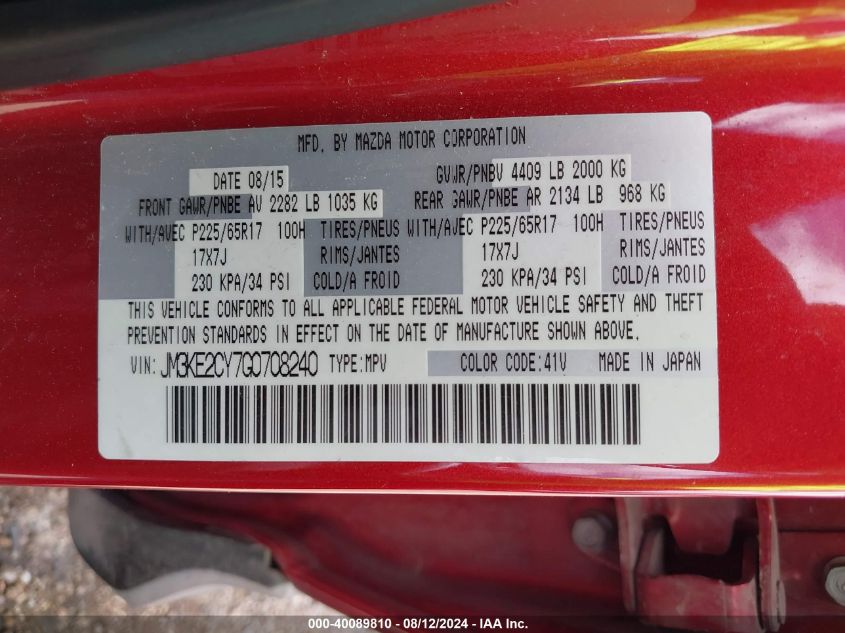 MFD. BY MAZDA MOTOR CORPORATION
DATE 08/15 GVWR/PNBV 4409 LB 2000 KG
FRONT GAWR/PNBE AV 2282 LB 1035 KG REAR GAWR/PNBE AR 2134 LB 968 KG
WITH/AVEC P225/65R17 100H TIRES/PNEUS WITH/AVEC P225/65R17 100H TIRES/PNEUS
17X7J RIMS/JANTES 17X7J RIMS/JANTES
230 KPA/34 PSI COLD/A FROID 230 KPA/34 PSI COLD/A FROID
THIS VEHICLE CONFORMS TO ALL APPLICABLE FEDERAL MOTOR VEHICLE SAFETY AND THEFT
PREVENTION STANDARDS IN EFFECT ON THE DATE OF MANUFACTURE SHOWN ABOVE.
VIN: JM3KE2CY7G0708240 TYPE:MPV COLOR CODE:41V MADE IN JAPAN
000-40089810 - 08/12/2024 - IAA Inc.